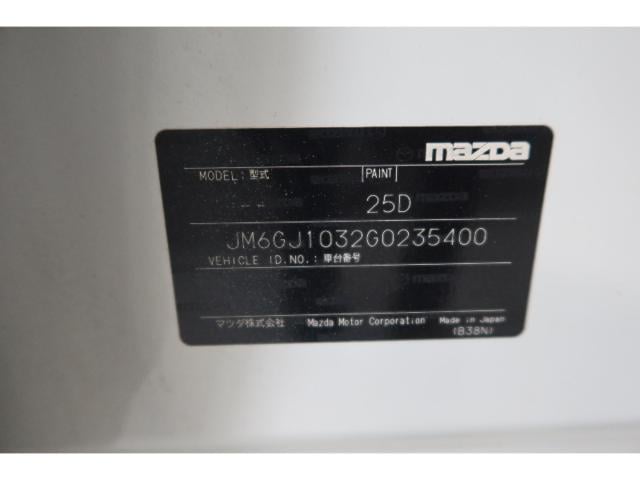 mazda
MODEL: 型式 PAINT
25D
JM6GJ1032G0235400
VEHICLE ID.NO.: 車台番号
マツダ株式会社 Mazda Motor Corporation Made in Japan
(B38N)